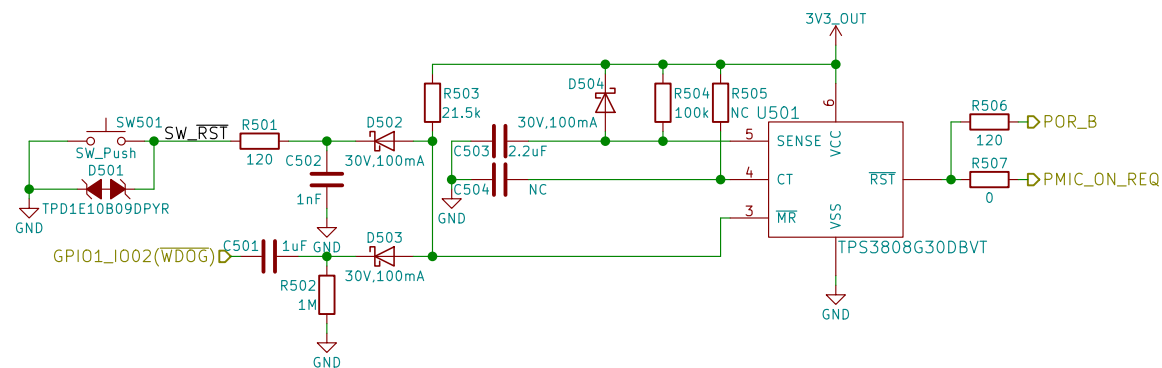 3V3_OUT
D504
R503
21.5k
R504
100k
R505
NC
U501
30V,100mA
6
SW501
SW_Push
SW_RST
R501
120
D502
30V,100mA
C503
2.2uF
5
SENSE
VCC
R506
120
POR_B
D501
TPD1E10B09DPYR
C502
1nF
C504
NC
4
CT
RST
R507
0
PMIC_ON_REQ
GND
GND
3
MR
VSS
GND
D503
30V,100mA
TPS3808G30DBVT
GPIO1_IO02(WDOG)
C501
1uF
R502
1M
GND
GND